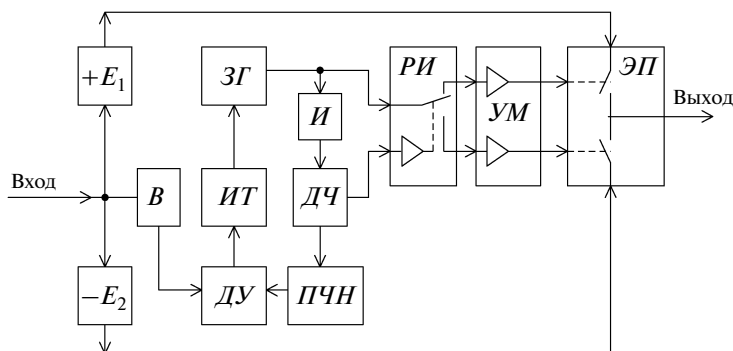 +E₁
ЗГ
РИ
УМ
ЭП
И
Выход
Вход
В
ИТ
ДЧ
−E₂
ДУ
ПЧН